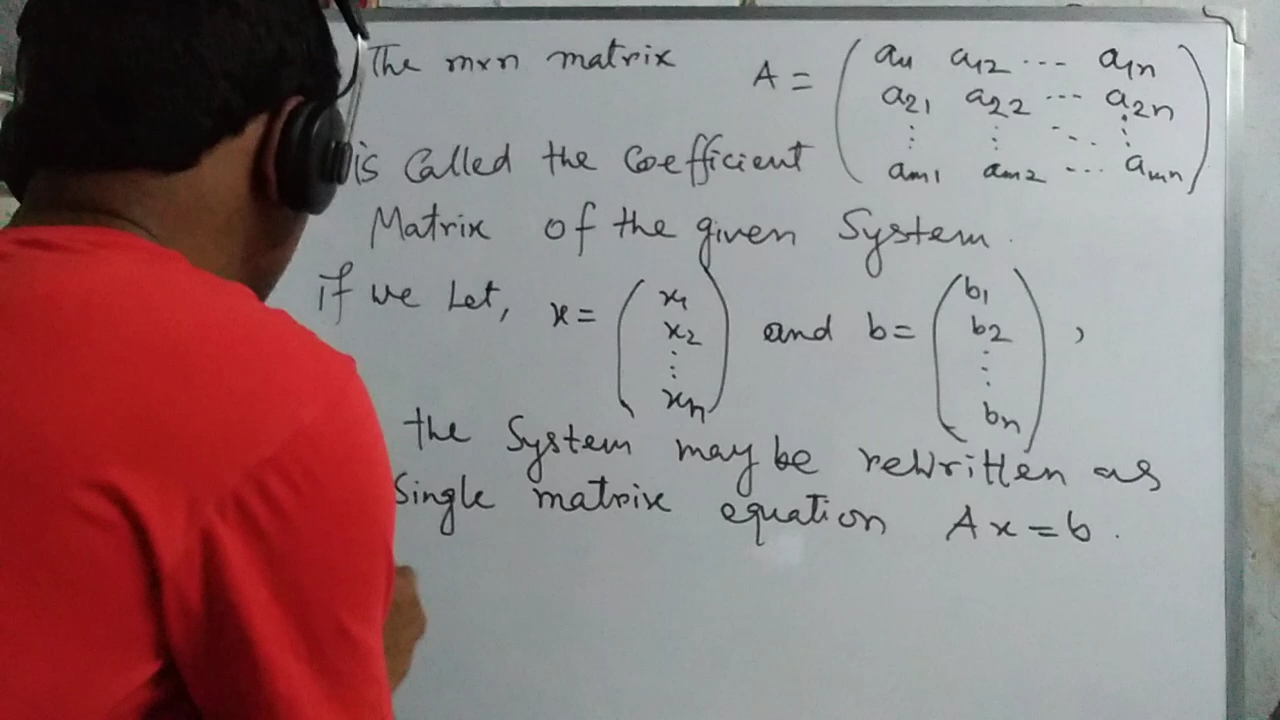 The mxn matrix A = ( a11 a12 ... a1n
a21 a22 ... a2n
⋮ ⋮ ⋱ ⋮
am1 am2 ... amn )
is called the Coefficient
Matrix of the given System.
if we Let, x = ( x1 x2 ⋮ xn ) and b = ( b1 b2 ⋮ bn ) ,
the System may be rewritten as
Single matrix equation Ax = b .